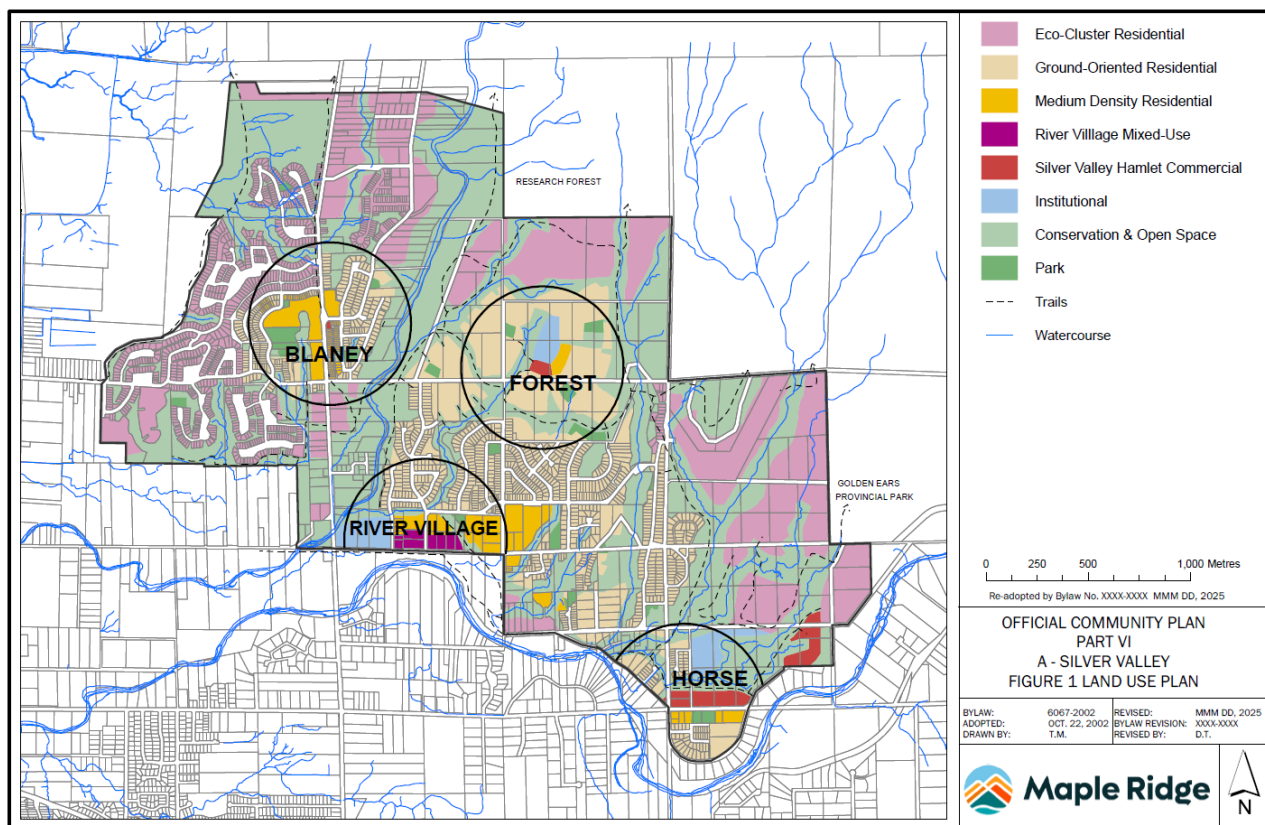 RESEARCH FOREST
BLANEY
FOREST
GOLDEN EARS
PROVINCIAL PARK
RIVER VILLAGE
HORSE
Eco-Cluster Residential
Ground-Oriented Residential
Medium Density Residential
River Villlage Mixed-Use
Silver Valley Hamlet Commercial
Institutional
Conservation & Open Space
Park
Trails
Watercourse
0 250 500 1,000 Metres
Re-adopted by Bylaw No. XXXX-XXXX MMM DD, 2025
OFFICIAL COMMUNITY PLAN
PART VI
A - SILVER VALLEY
FIGURE 1 LAND USE PLAN
BYLAW: 6067-2002 REVISED: MMM DD, 2025
ADOPTED: OCT. 22, 2002 BYLAW REVISION: XXXX-XXXX
DRAWN BY: T.M. REVISED BY: D.T.
Maple Ridge
N